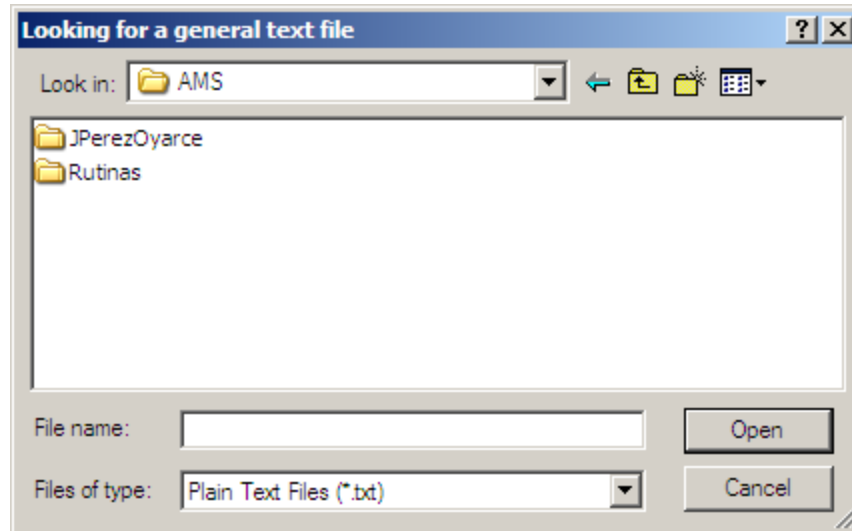 Looking for a general text file
Look in: AMS
JPerezOyarce
Rutinas
File name:
Open
Files of type: Plain Text Files (*.txt)
Cancel